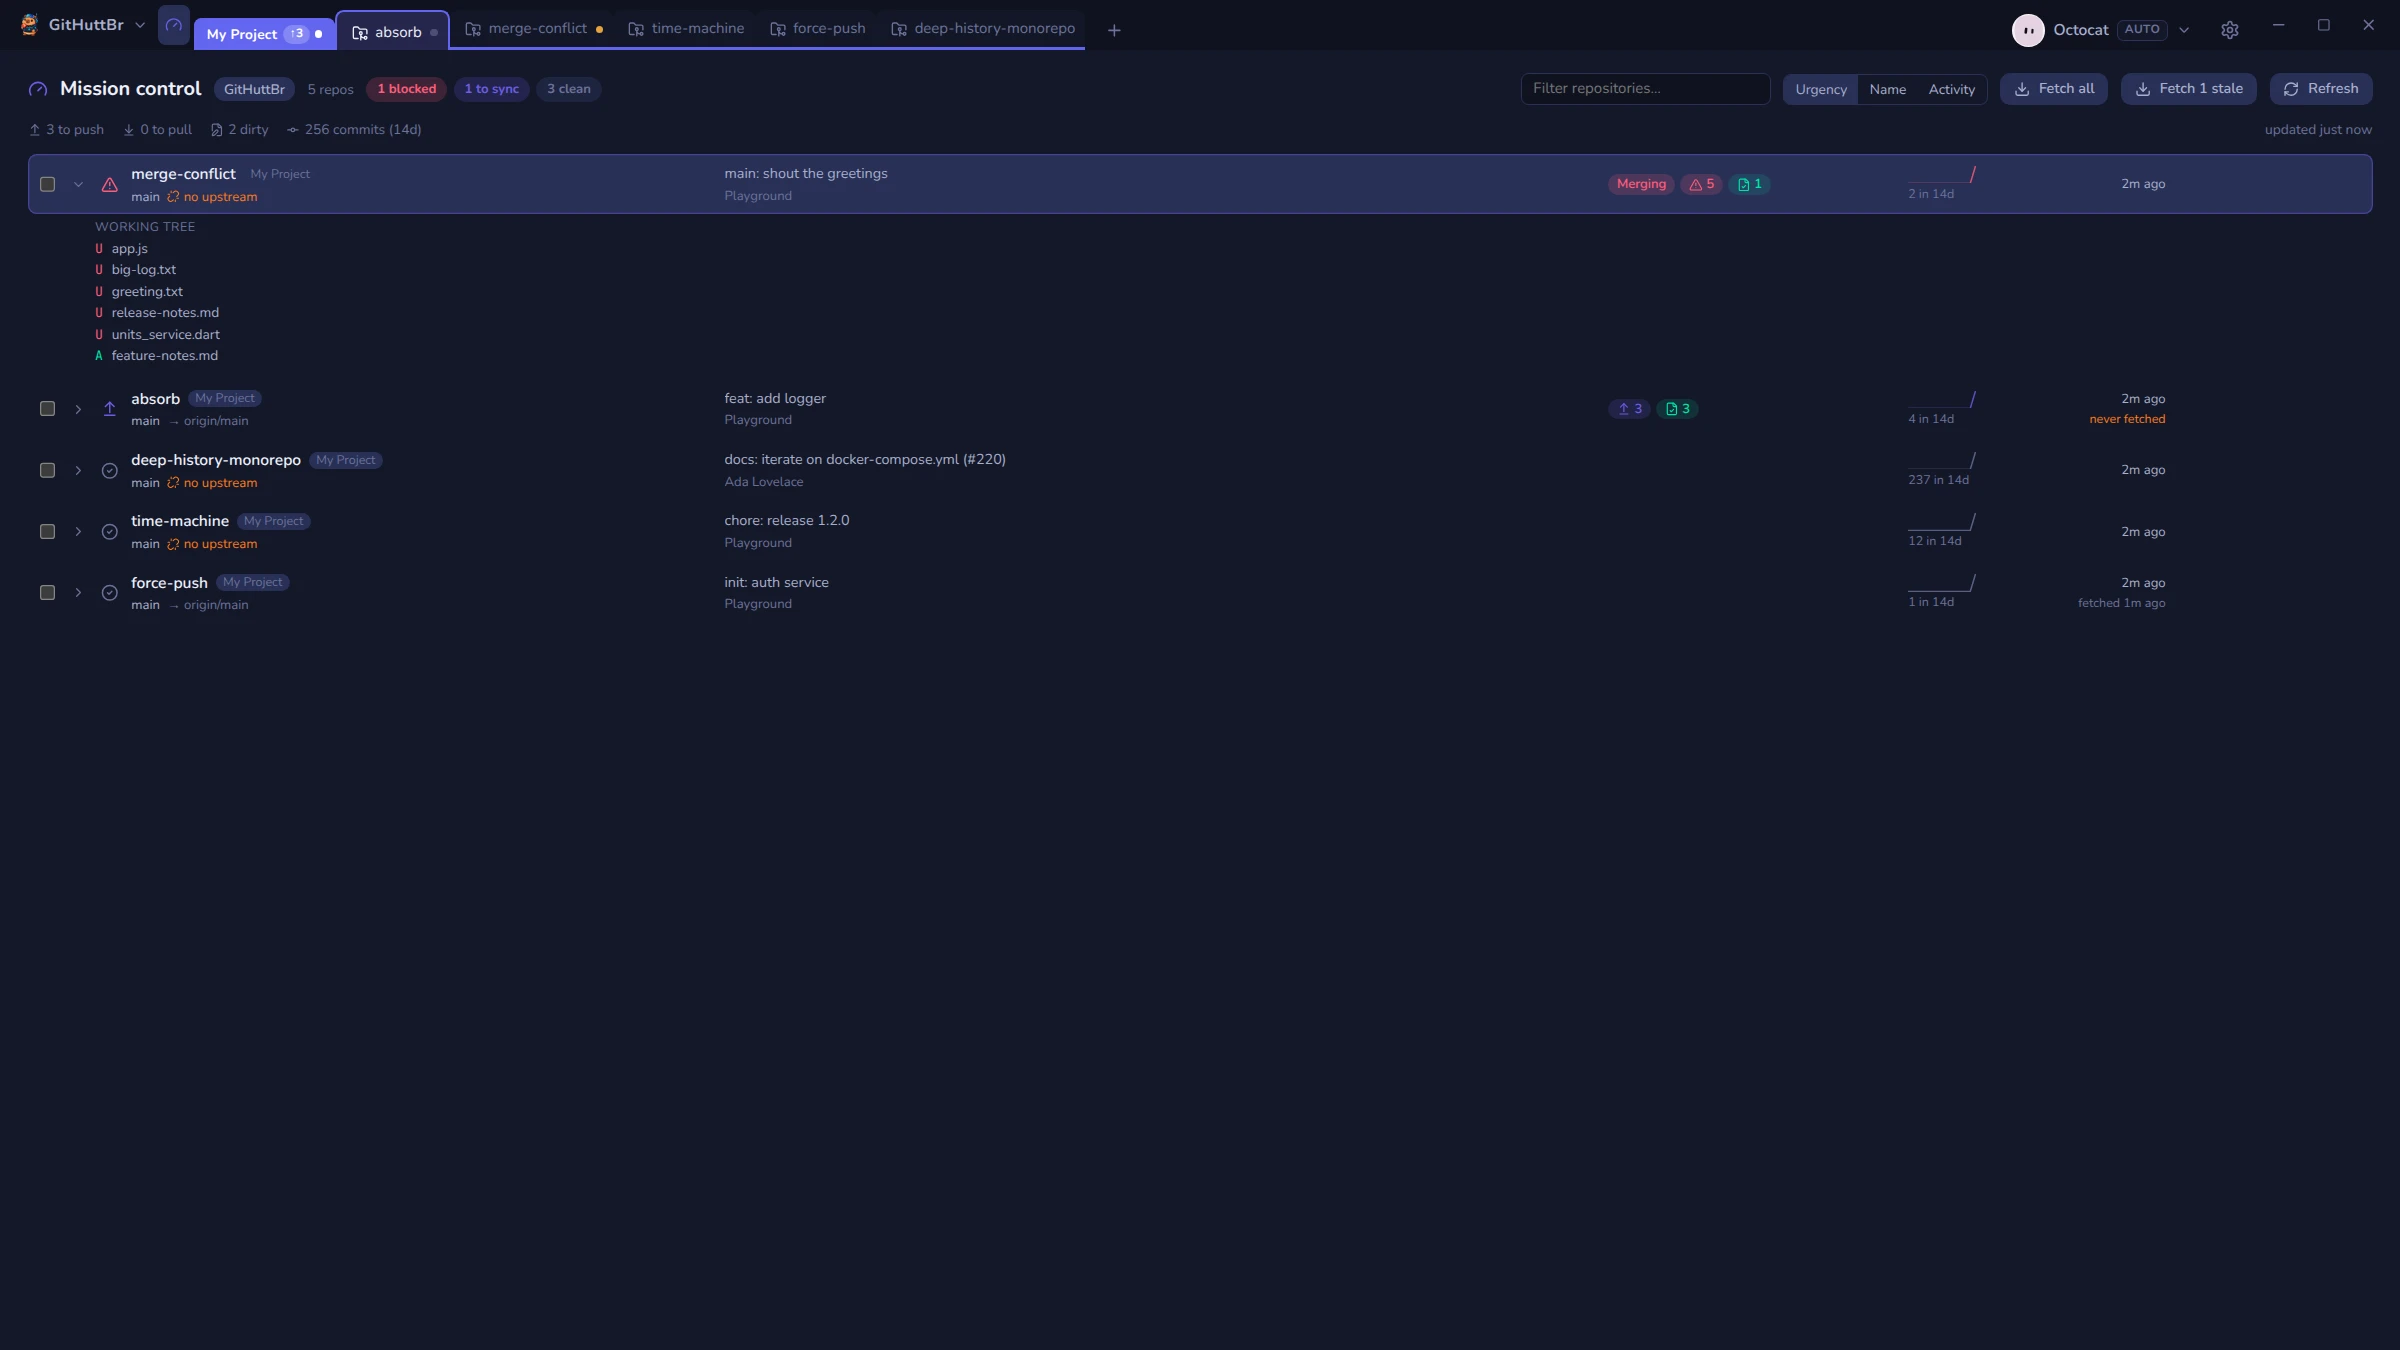 GitHuttBr My Project ↑3 absorb merge-conflict time-machine force-push deep-history-monorepo Octocat AUTO
Mission control GitHuttBr 5 repos 1 blocked 1 to sync 3 clean Filter repositories... Urgency Name Activity Fetch all Fetch 1 stale Refresh
3 to push 0 to pull 2 dirty 256 commits (14d) updated just now
merge-conflict My Project main: shout the greetings
Merging 5 1 2m ago
main no upstream Playground 2 in 14d
WORKING TREE
U app.js
U big-log.txt
U greeting.txt
U release-notes.md
U units_service.dart
A feature-notes.md
absorb My Project feat: add logger 2m ago
3 3
main → origin/main Playground 4 in 14d never fetched
deep-history-monorepo My Project docs: iterate on docker-compose.yml (#220)
2m ago
main no upstream Ada Lovelace 237 in 14d
time-machine My Project chore: release 1.2.0
2m ago
main no upstream Playground 12 in 14d
force-push My Project init: auth service 2m ago
main → origin/main Playground 1 in 14d fetched 1m ago